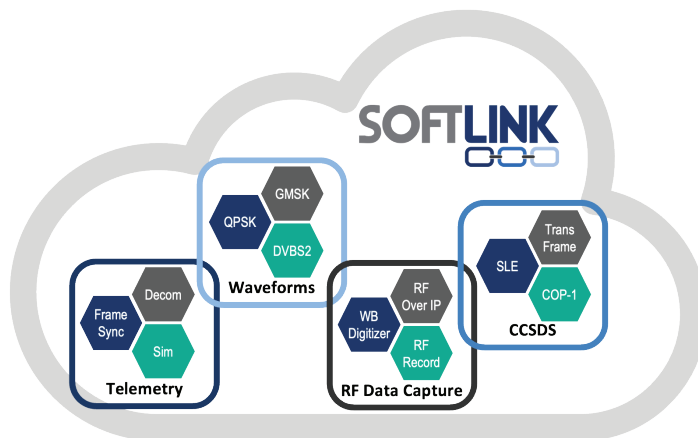 SOFTLINK
GMSK
QPSK
DVBS2
Waveforms
Trans
Frame
SLE
COP-1
CCSDS
Decom
Frame
Sync
Sim
Telemetry
RF
Over IP
WB
Digitizer
RF
Record
RF Data Capture